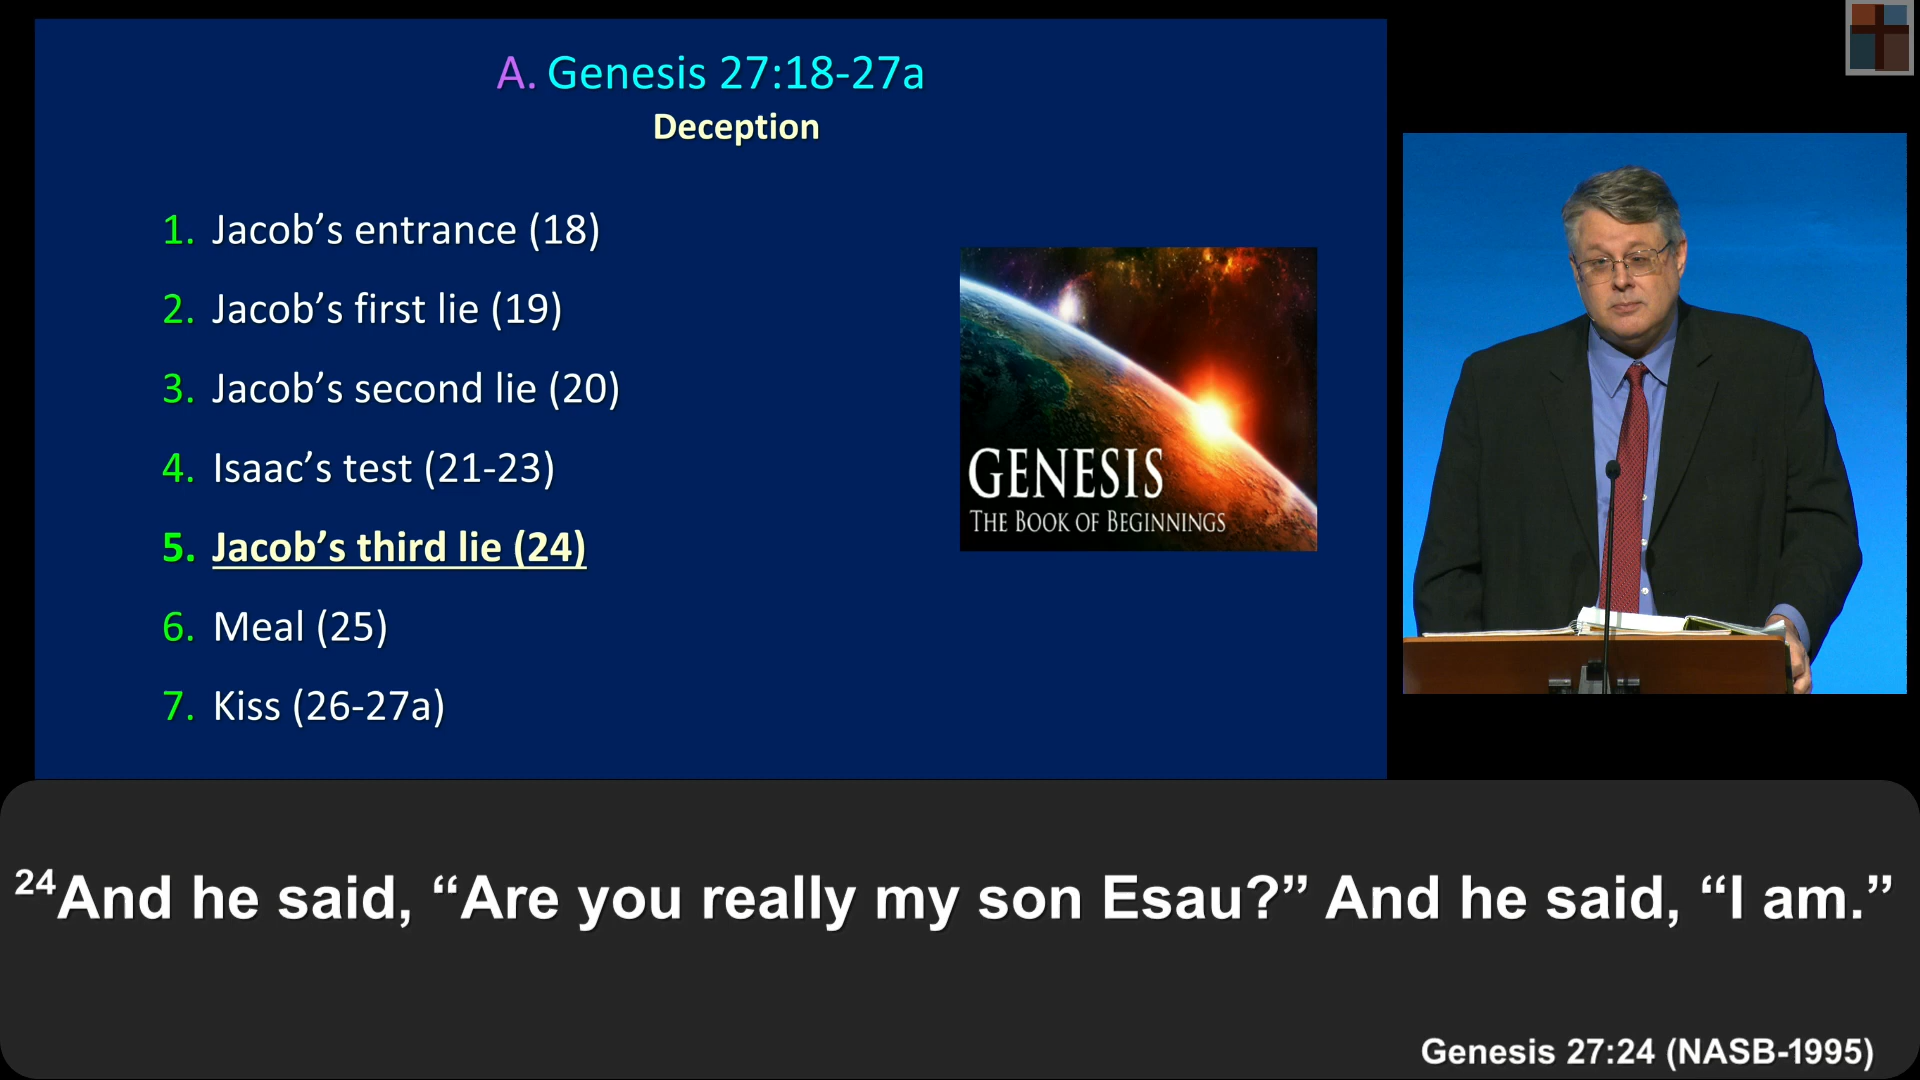 A. Genesis 27:18-27a
Deception
1. Jacob’s entrance (18)
2. Jacob’s first lie (19)
3. Jacob’s second lie (20)
4. Isaac’s test (21-23)
5. Jacob’s third lie (24)
6. Meal (25)
7. Kiss (26-27a)
GENESIS
THE BOOK OF BEGINNINGS
24And he said, “Are you really my son Esau?” And he said, “I am.”
Genesis 27:24 (NASB-1995)